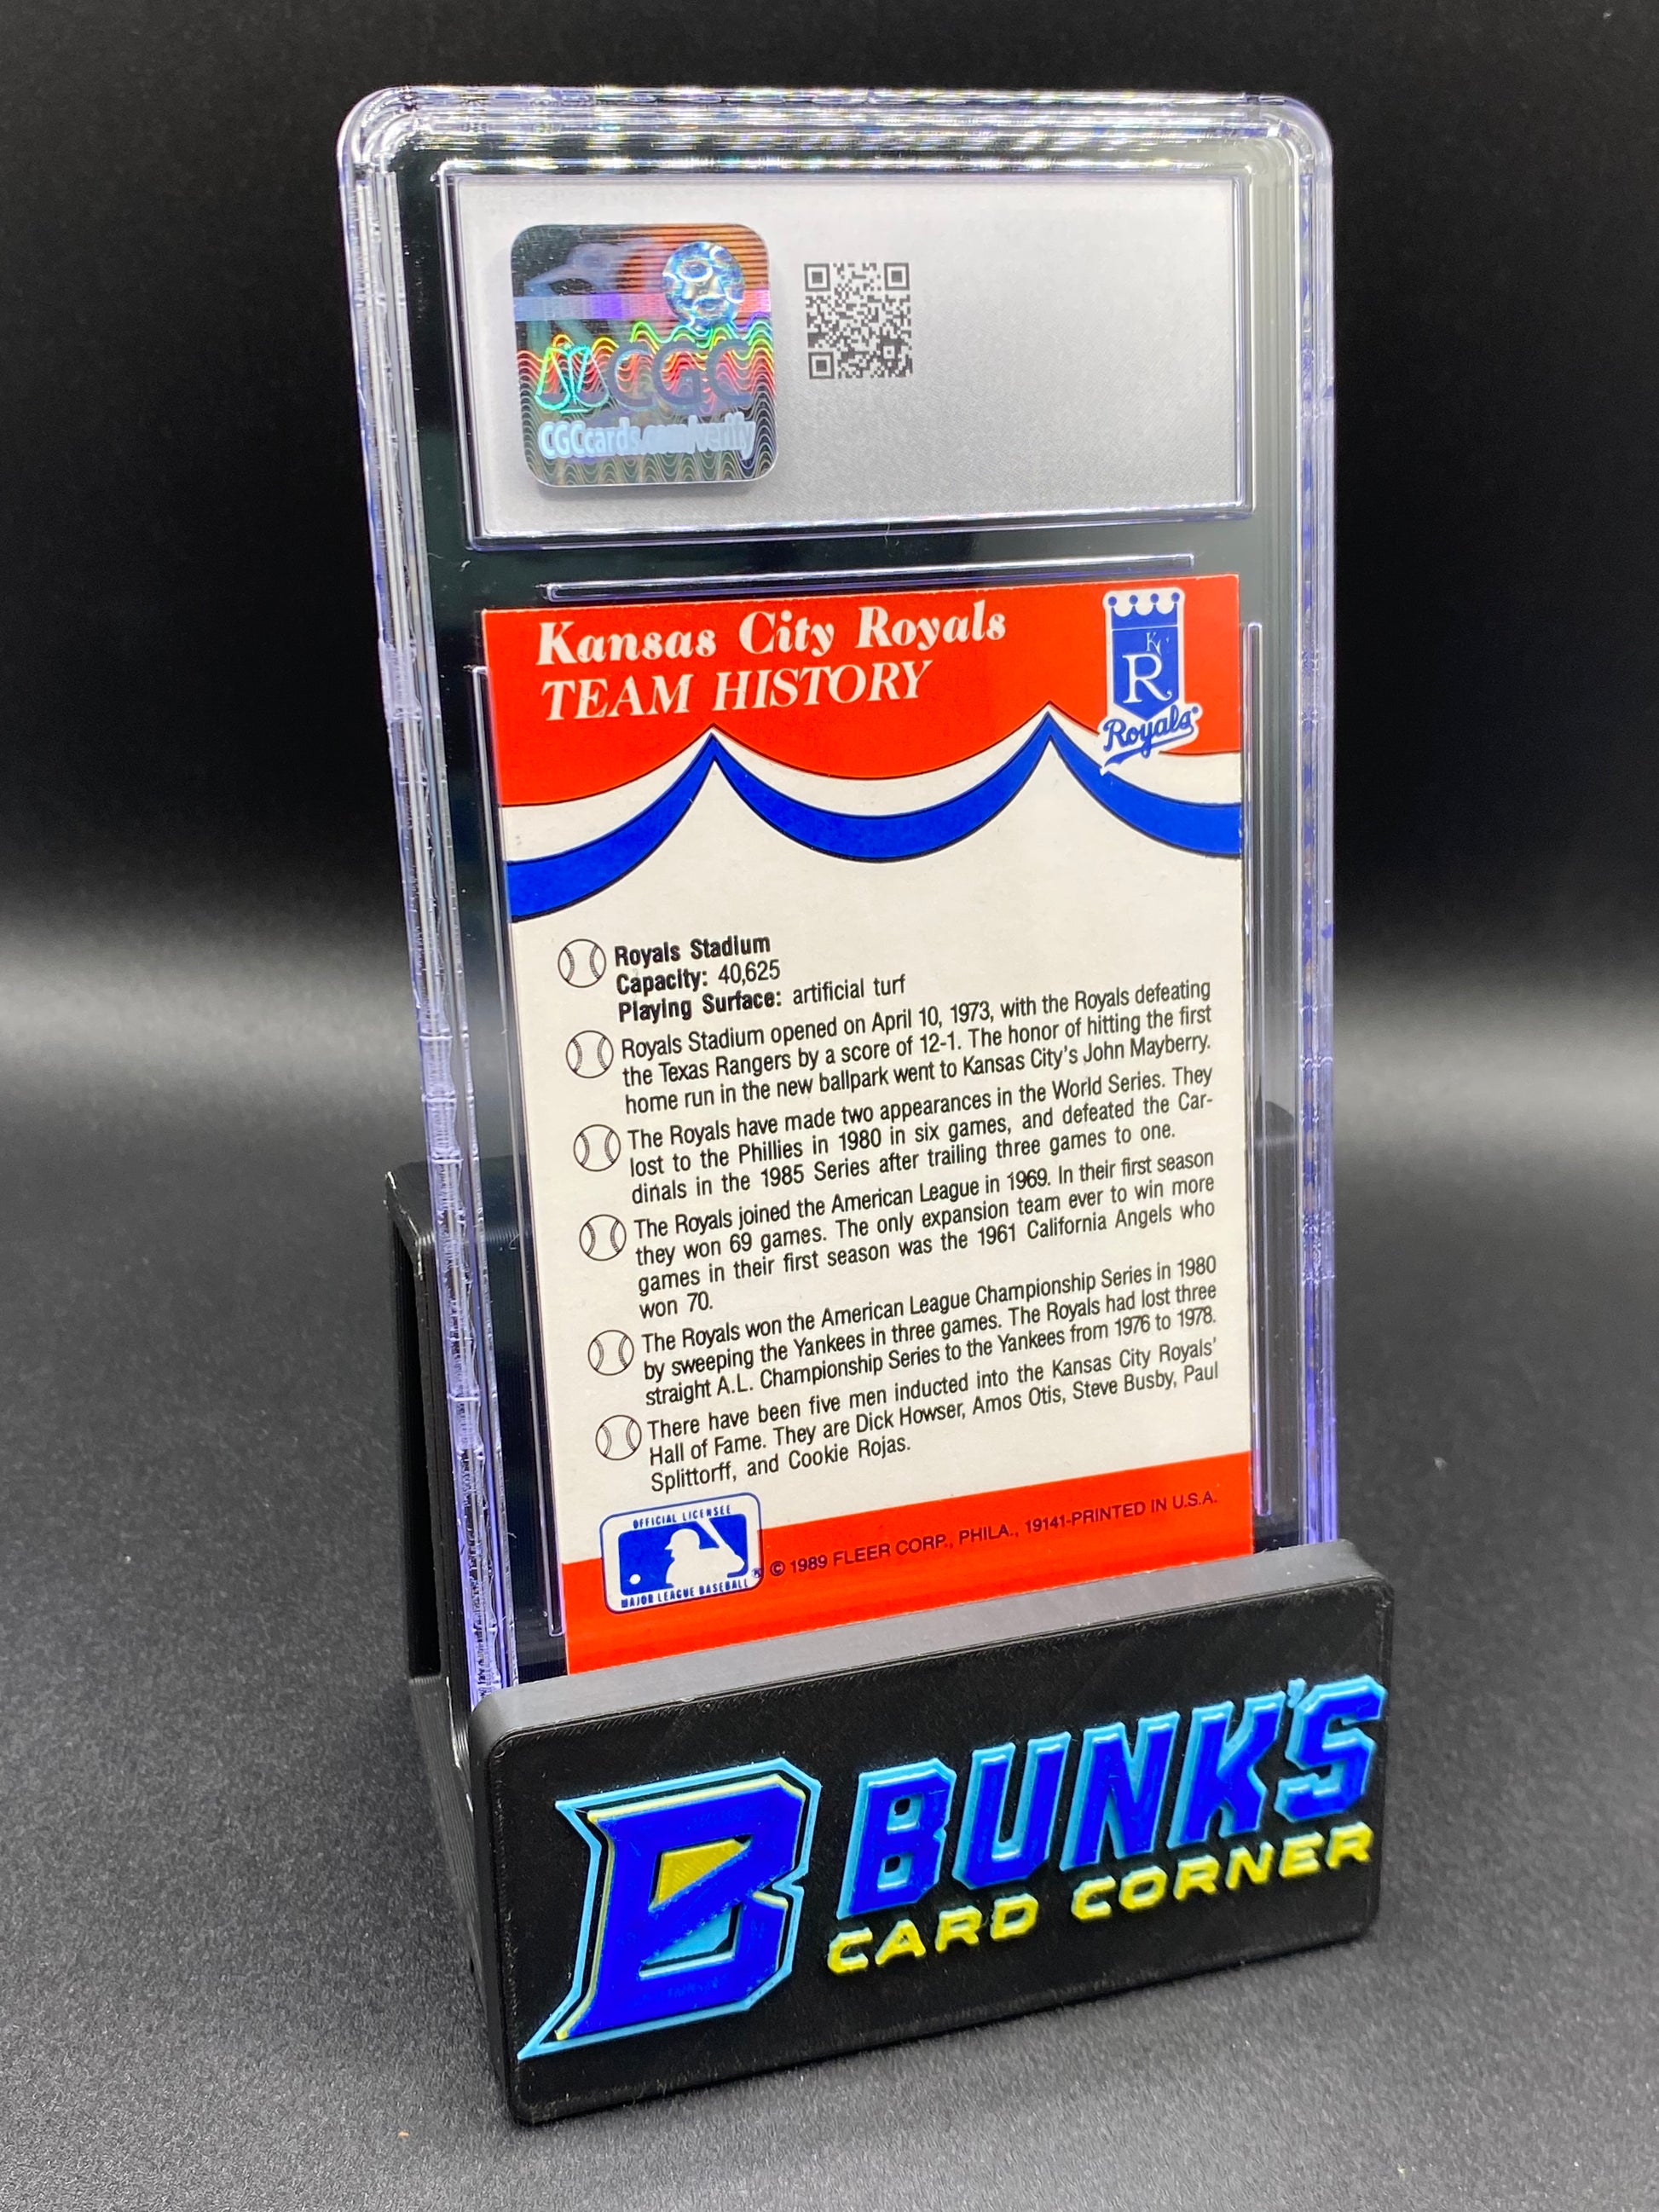 CGC
CGCcards.com/verify
Kansas City Royals
TEAM HISTORY
KC
R
Royals
Royals Stadium
Capacity: 40,625
Playing Surface: artificial turf
Royals Stadium opened on April 10, 1973, with the Royals defeating
the Texas Rangers by a score of 12-1. The honor of hitting the first
home run in the new ballpark went to Kansas City's John Mayberry.
The Royals have made two appearances in the World Series. They
lost to the Phillies in 1980 in six games, and defeated the Car-
dinals in the 1985 Series after trailing three games to one.
The Royals joined the American League in 1969. In their first season
they won 69 games. The only expansion team ever to win more
games in their first season was the 1961 California Angels who
won 70.
The Royals won the American League Championship Series in 1980
by sweeping the Yankees in three games. The Royals had lost three
straight A.L. Championship Series to the Yankees from 1976 to 1978.
There have been five men inducted into the Kansas City Royals'
Hall of Fame. They are Dick Howser, Amos Otis, Steve Busby, Paul
Splittorff, and Cookie Rojas.
OFFICIAL LICENSEE
MAJOR LEAGUE BASEBALL®
© 1989 FLEER CORP., PHILA., 19141-PRINTED IN U.S.A.
B BUNK'S
CARD CORNER